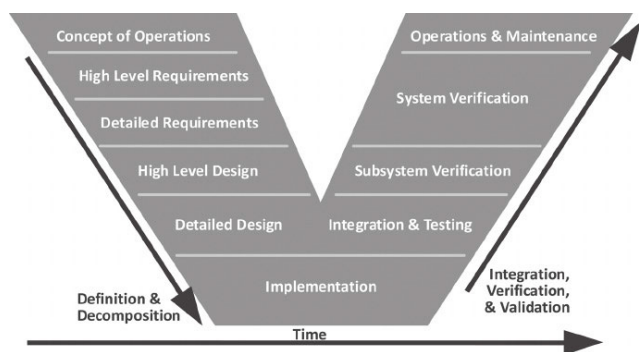 Concept of Operations
Operations & Maintenance
High Level Requirements
System Verification
Detailed Requirements
High Level Design
Subsystem Verification
Detailed Design
Integration & Testing
Implementation
Definition &
Decomposition
Integration,
Verification,
& Validation
Time